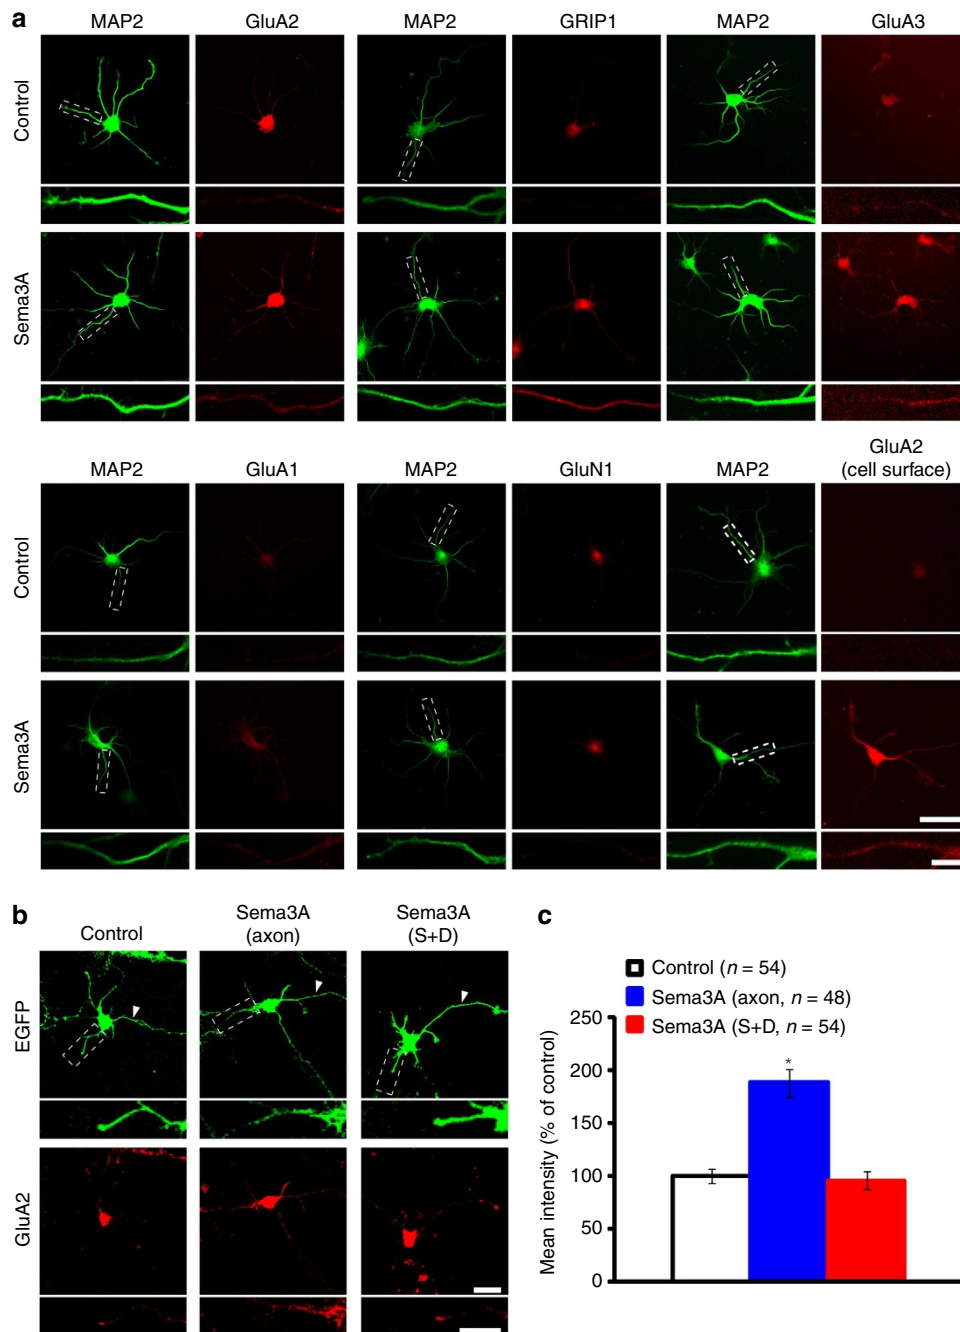 a
MAP2 GluA2 MAP2 GRIP1 MAP2 GluA3
Control
Sema3A
MAP2 GluA1 MAP2 GluN1 MAP2 GluA2 (cell surface)
Control
Sema3A
b
Control Sema3A (axon) Sema3A (S+D)
EGFP
GluA2
c
Control (n = 54)
Sema3A (axon, n = 48)
Sema3A (S+D, n = 54)
Mean intensity (% of control)
250
200
150
100
50
0
*